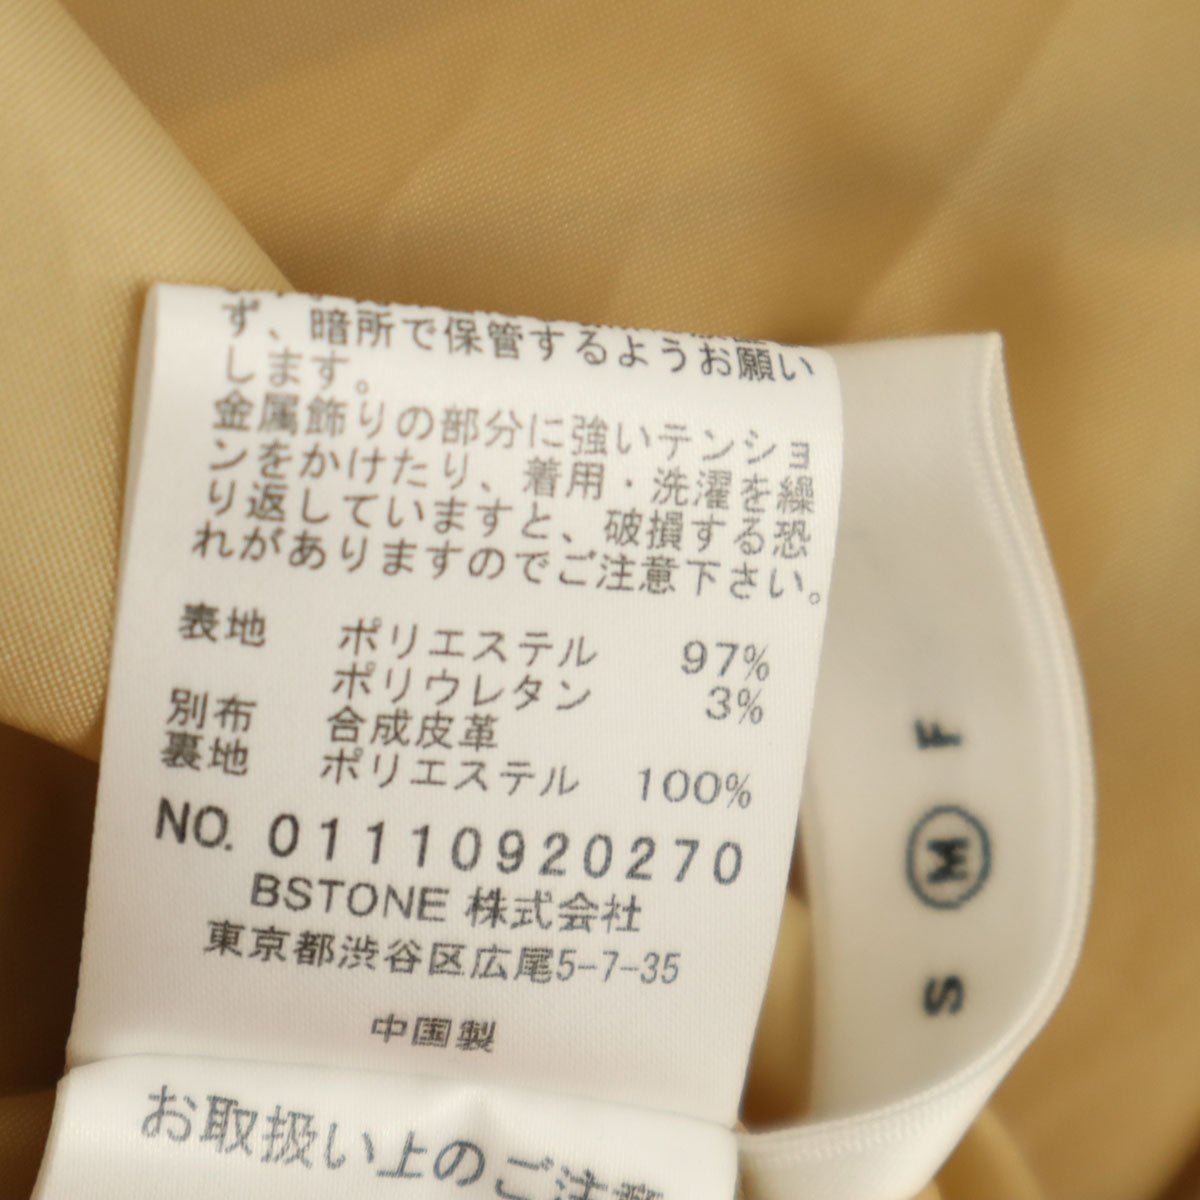 ず、暗所で保管するようお願い
します。
金属飾りの部分に強いテンショ
ンをかけたり、着用・洗濯を繰
り返していますと、破損する恐
れがありますのでご注意下さい。
表地 ポリエステル 97%
ポリウレタン 3%
別布 合成皮革
裏地 ポリエステル 100%
NO. 01110920270
BSTONE 株式会社
東京都渋谷区広尾5-7-35
中国製
お取扱い上のご注意
S M F